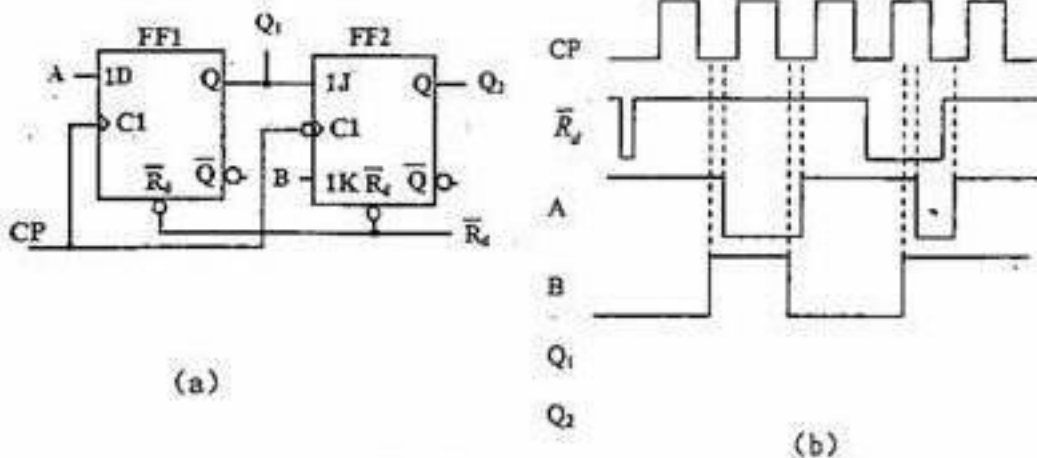 Q₁
FF1
FF2
A
1D
Q
1J
Q
Q₂
C1
C1
B
R̅d
Q̅
1K
R̅d
Q̅
CP
R̅d
(a)
CP
R̅d
A
B
Q₁
Q₂
(b)